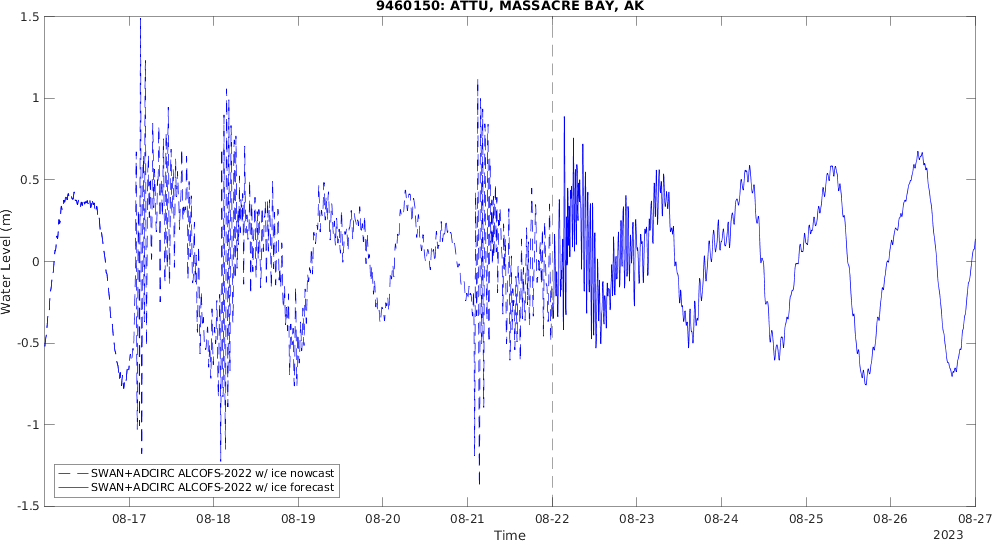 9460150: ATTU, MASSACRE BAY, AK
1.5
1
0.5
0
-0.5
-1
-1.5
Water Level (m)
SWAN+ADCIRC ALCOFS-2022 w/ ice nowcast
SWAN+ADCIRC ALCOFS-2022 w/ ice forecast
08-17 08-18 08-19 08-20 08-21 08-22 08-23 08-24 08-25 08-26 08-27
Time
2023